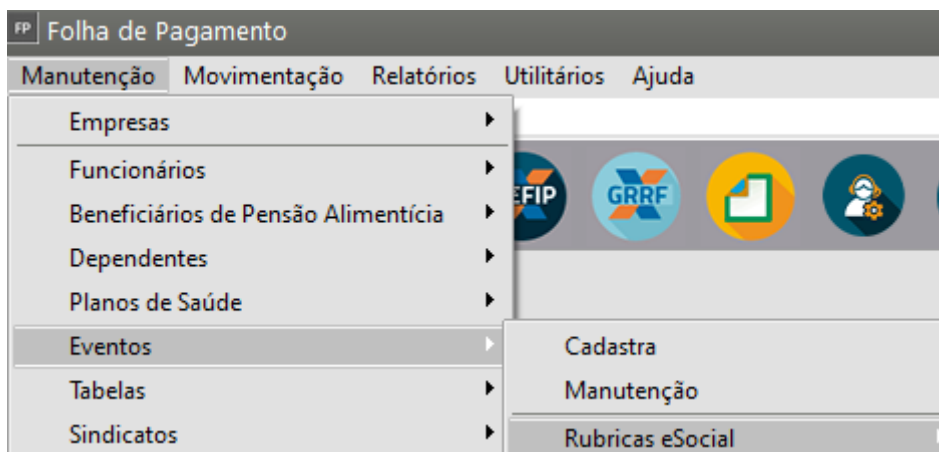 FP Folha de Pagamento
Manutenção Movimentação Relatórios Utilitários Ajuda
Empresas
Funcionários
Beneficiários de Pensão Alimentícia
Dependentes
Planos de Saúde
Eventos
Tabelas
Sindicatos
EFIP
GRRF
Cadastra
Manutenção
Rubricas eSocial